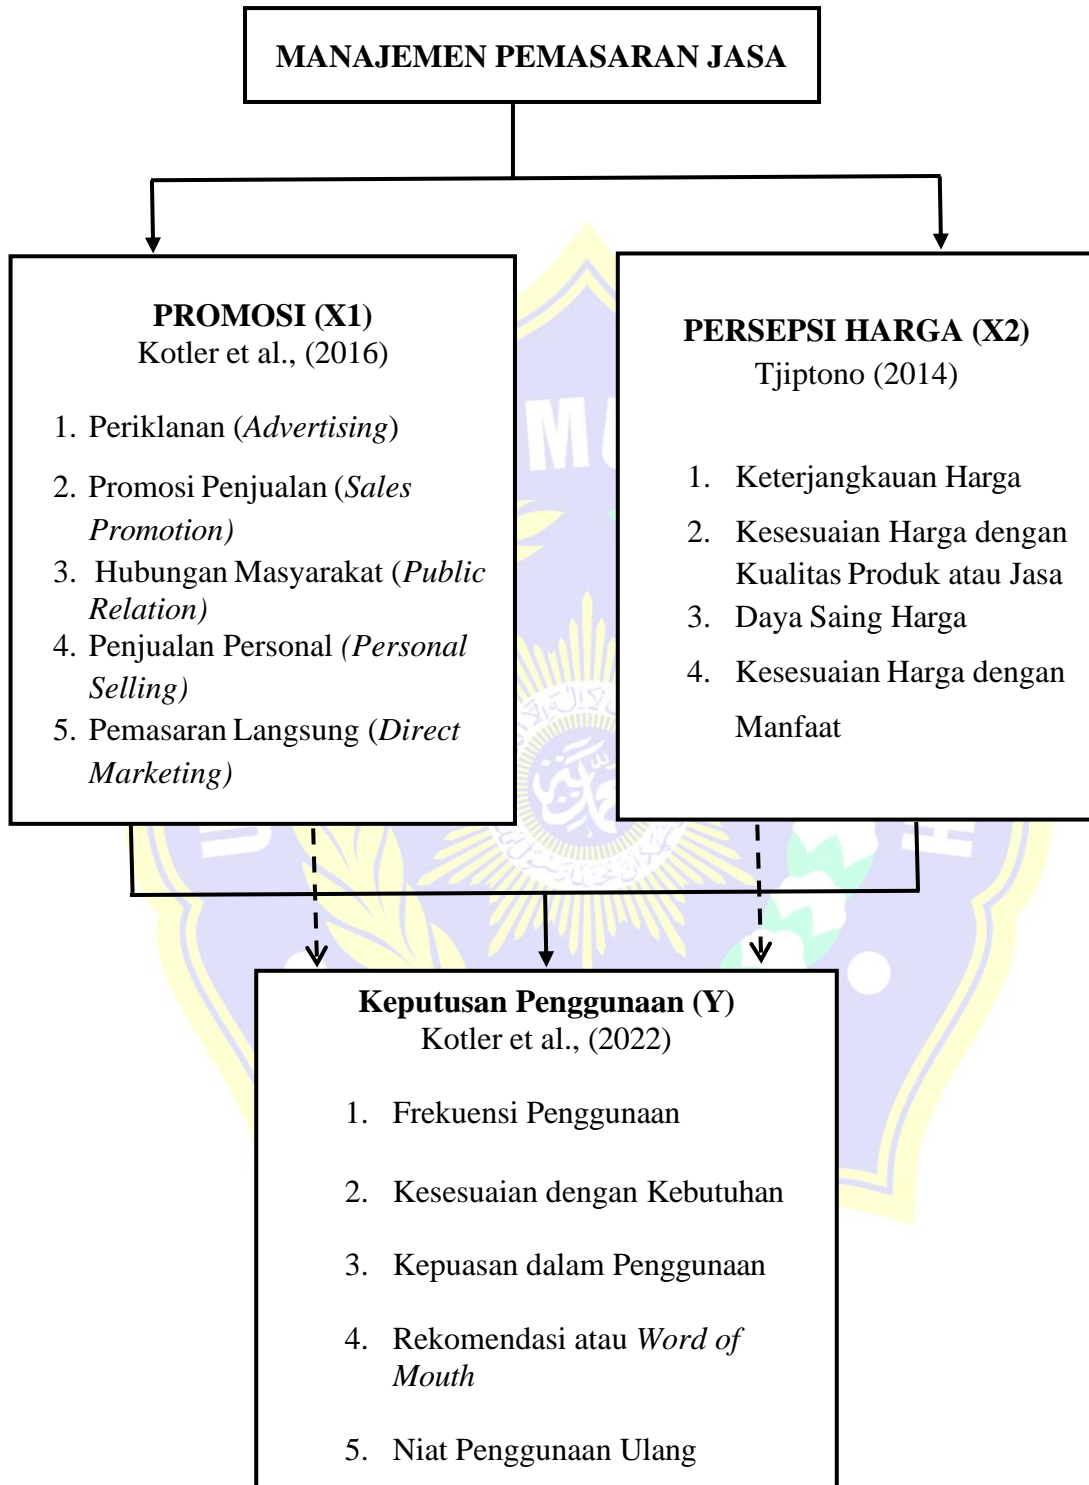 MANAJEMEN PEMASARAN JASA
PROMOSI (X1)
Kotler et al., (2016)
1. Periklanan (Advertising)
2. Promosi Penjualan (Sales
Promotion)
3. Hubungan Masyarakat (Public
Relation)
4. Penjualan Personal (Personal
Selling)
5. Pemasaran Langsung (Direct
Marketing)
PERSEPSI HARGA (X2)
Tjiptono (2014)
1. Keterjangkauan Harga
2. Kesesuaian Harga dengan
Kualitas Produk atau Jasa
3. Daya Saing Harga
4. Kesesuaian Harga dengan
Manfaat
Keputusan Penggunaan (Y)
Kotler et al., (2022)
1. Frekuensi Penggunaan
2. Kesesuaian dengan Kebutuhan
3. Kepuasan dalam Penggunaan
4. Rekomendasi atau Word of
Mouth
5. Niat Penggunaan Ulang